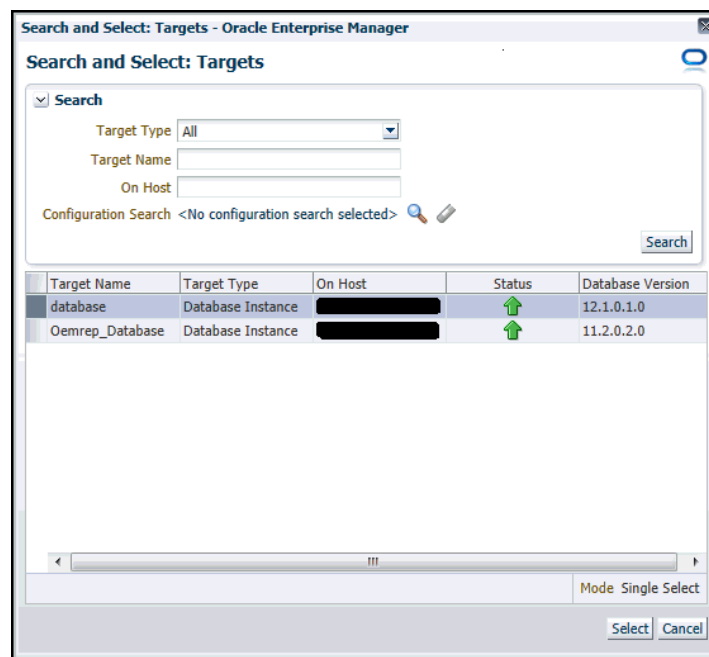 Search and Select: Targets - Oracle Enterprise Manager
Search and Select: Targets
Search
Target Type All
Target Name
On Host
Configuration Search <No configuration search selected>
Search
Target Name Target Type On Host Status Database Version
database Database Instance 12.1.0.1.0
Oemrep_Database Database Instance 11.2.0.2.0
Mode Single Select
Select Cancel